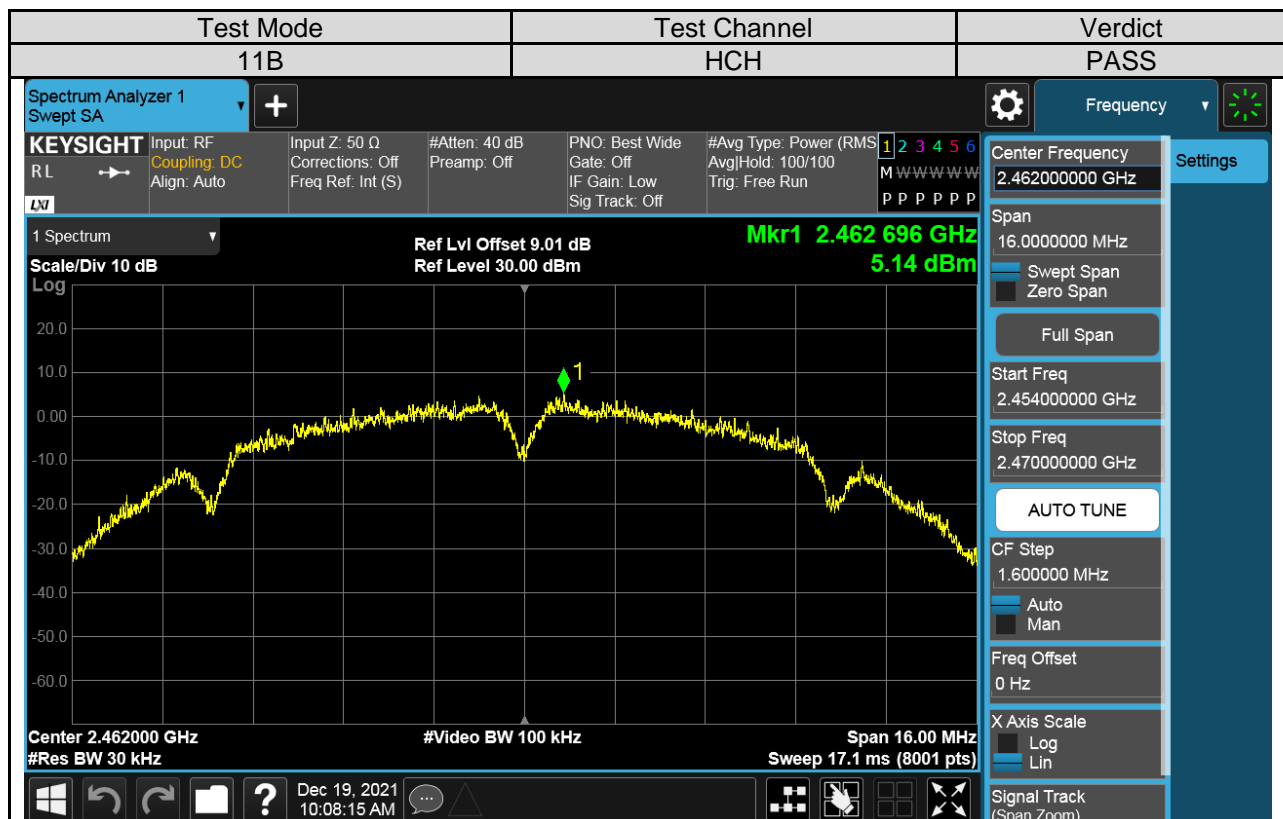 Test Mode Test Channel Verdict
11B HCH PASS
Spectrum Analyzer 1
Swept SA
+
Frequency
KEYSIGHT
RL
LXI
Input: RF
Coupling: DC
Align: Auto
Input Z: 50 Ω
Corrections: Off
Freq Ref: Int (S)
#Atten: 40 dB
Preamp: Off
PNO: Best Wide
Gate: Off
IF Gain: Low
Sig Track: Off
#Avg Type: Power (RMS
Avg|Hold: 100/100
Trig: Free Run
1 2 3 4 5 6
M W W W W W
P P P P P P
1 Spectrum
Scale/Div 10 dB
Ref Lvl Offset 9.01 dB
Ref Level 30.00 dBm
Mkr1 2.462 696 GHz
5.14 dBm
Log
20.0
10.0
0.00
-10.0
-20.0
-30.0
-40.0
-50.0
-60.0
1
Center 2.462000 GHz
#Res BW 30 kHz
#Video BW 100 kHz
Span 16.00 MHz
Sweep 17.1 ms (8001 pts)
Center Frequency
2.462000000 GHz
Span
16.0000000 MHz
Swept Span
Zero Span
Full Span
Start Freq
2.454000000 GHz
Stop Freq
2.470000000 GHz
AUTO TUNE
CF Step
1.600000 MHz
Auto
Man
Freq Offset
0 Hz
X Axis Scale
Log
Lin
Signal Track
(Span Zoom)
Settings
?
Dec 19, 2021
10:08:15 AM